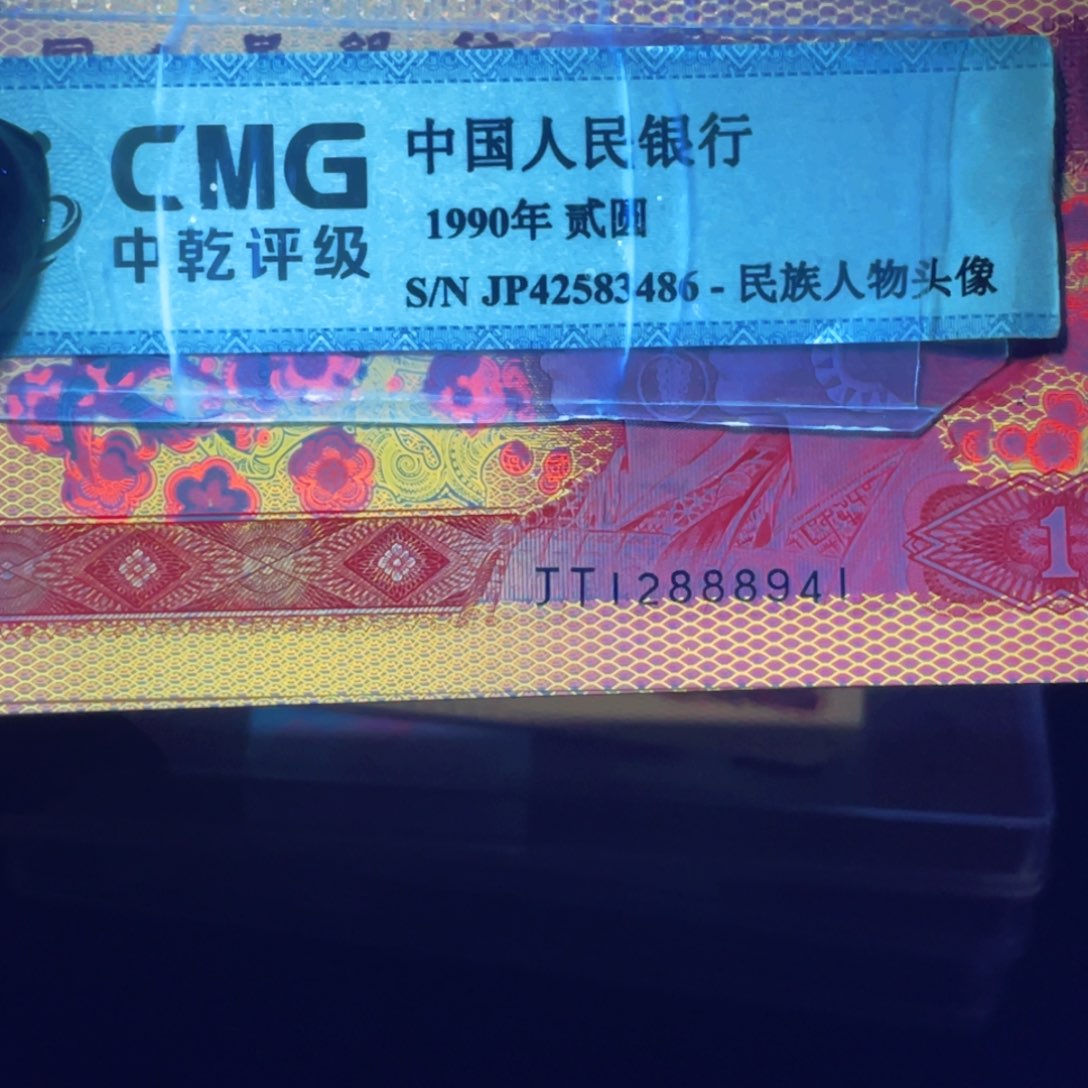 CMG
中乾评级
中国人民银行
1990年 贰圆
S/N JP42583486 - 民族人物头像
JT12888941
1